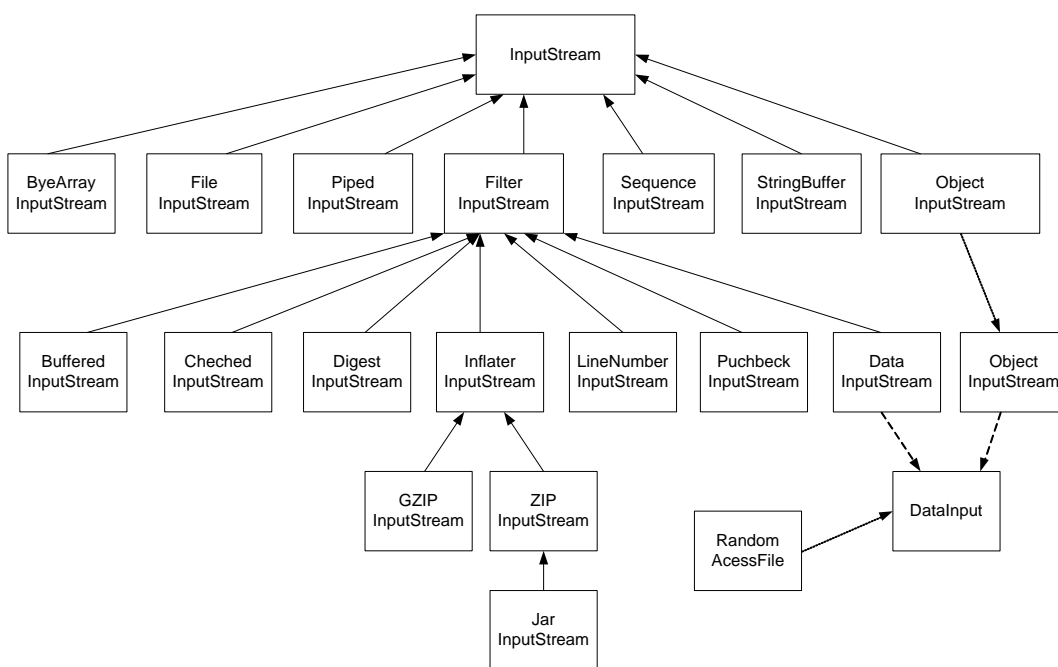 InputStream
ByeArray
InputStream
File
InputStream
Piped
InputStream
Filter
InputStream
Sequence
InputStream
StringBuffer
InputStream
Object
InputStream
Buffered
InputStream
Cheched
InputStream
Digest
InputStream
Inflater
InputStream
LineNumber
InputStream
Puchbeck
InputStream
Data
InputStream
Object
InputStream
GZIP
InputStream
ZIP
InputStream
DataInput
Random
AcessFile
Jar
InputStream